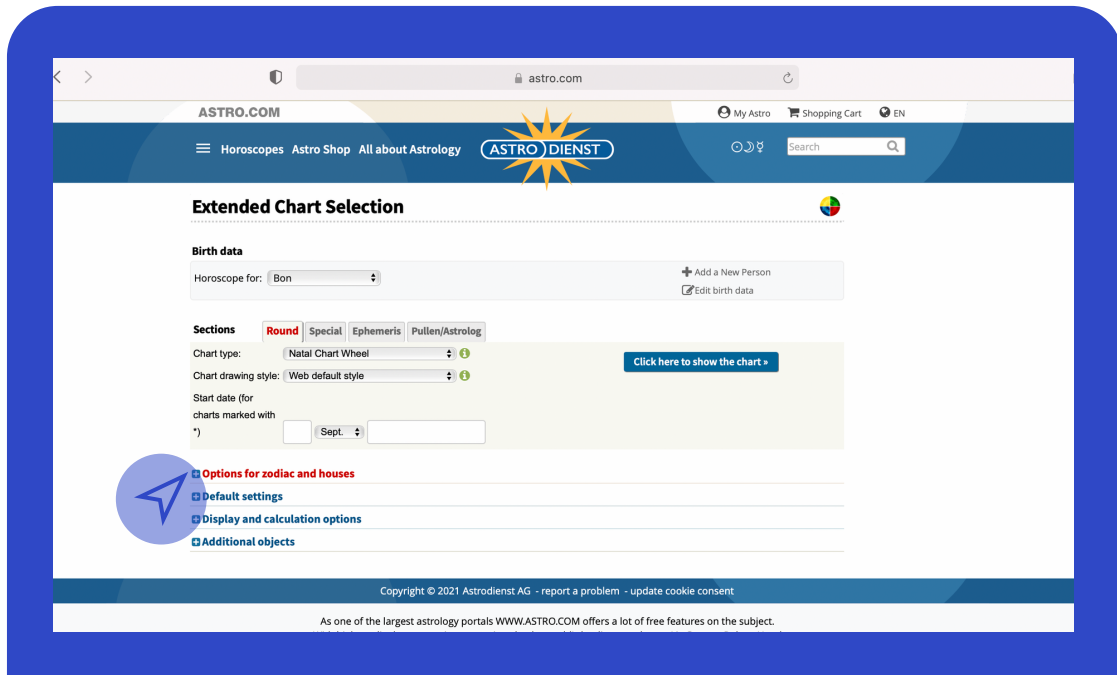 astro.com
ASTRO.COM
My Astro Shopping Cart EN
Horoscopes Astro Shop All about Astrology ASTRO DIENST Search
Extended Chart Selection
Birth data
Horoscope for: Bon
Add a New Person
Edit birth data
Sections Round Special Ephemeris Pullen/Astrolog
Chart type: Natal Chart Wheel
Click here to show the chart »
Chart drawing style: Web default style
Start date (for
charts marked with
*) Sept.
Options for zodiac and houses
Default settings
Display and calculation options
Additional objects
Copyright © 2021 Astrodienst AG - report a problem - update cookie consent
As one of the largest astrology portals WWW.ASTRO.COM offers a lot of free features on the subject.